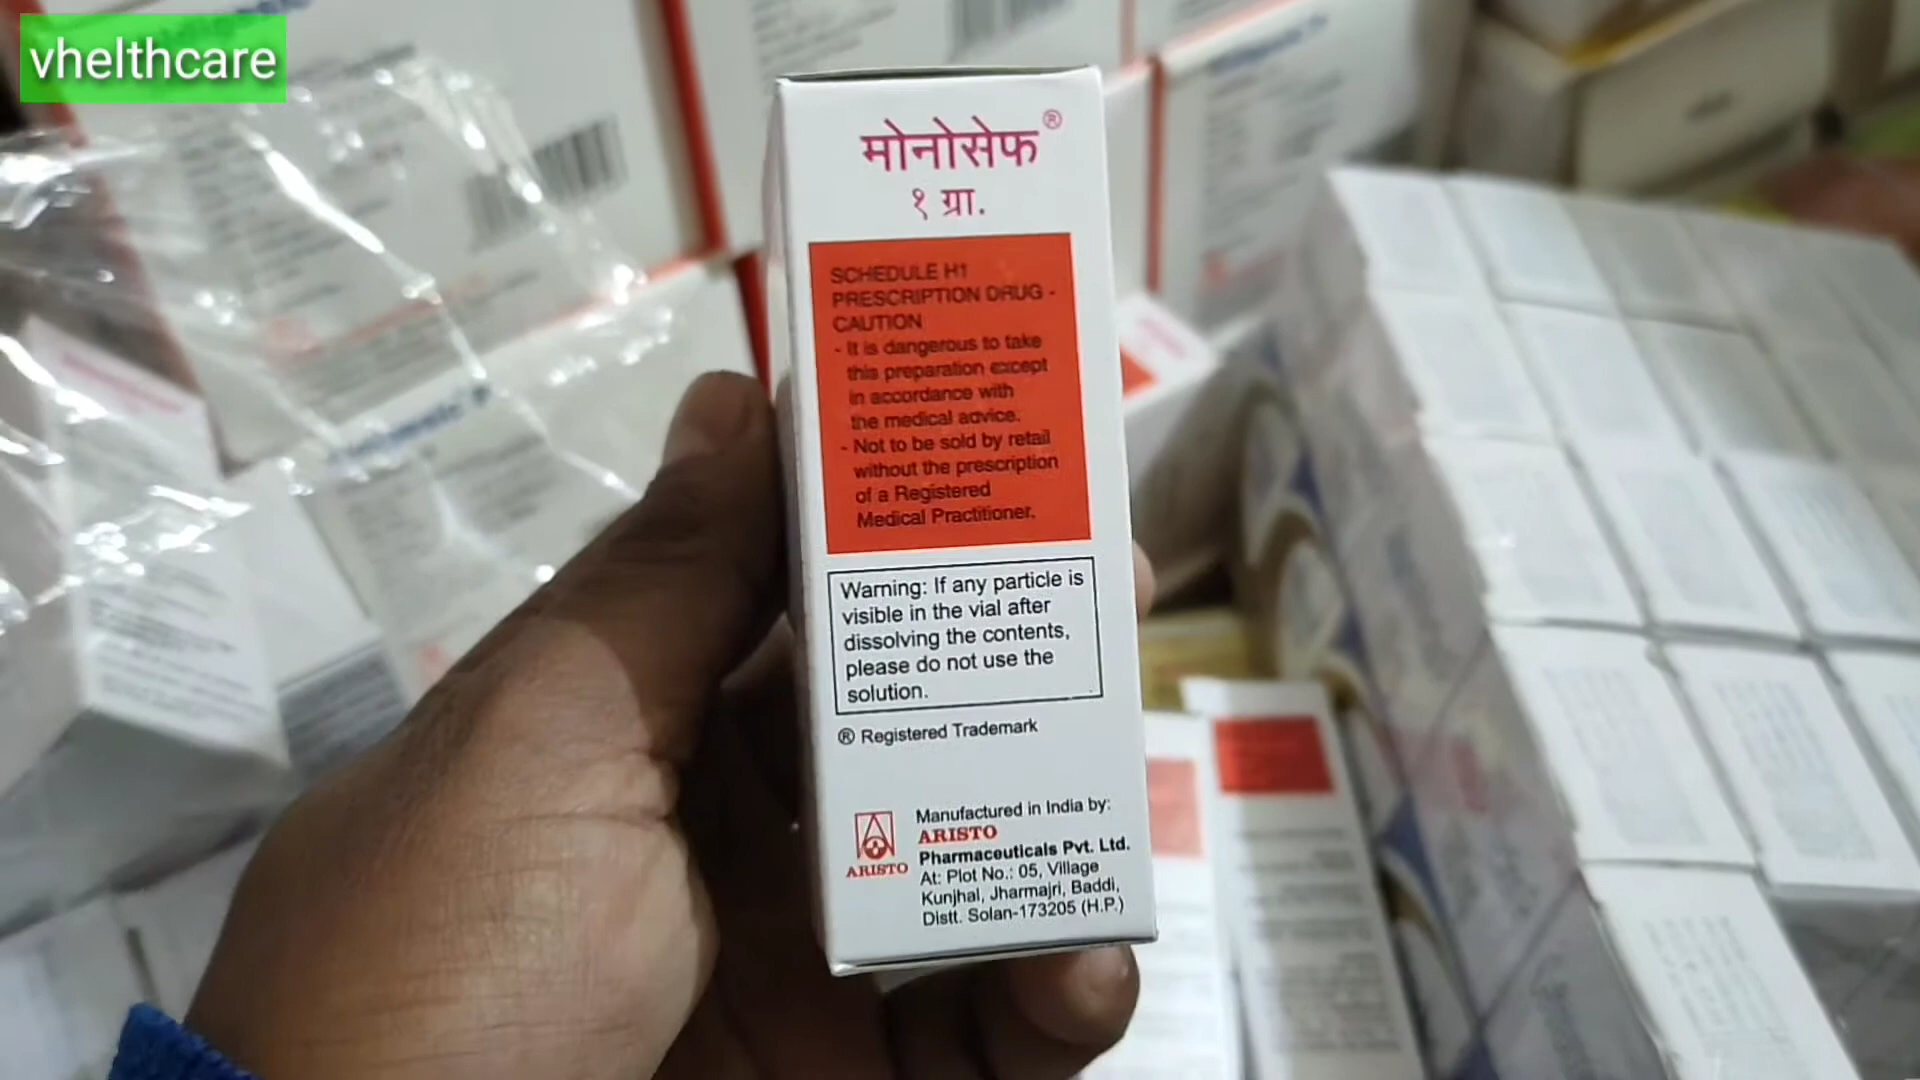 vhelthcare
मोनोसेफ®
१ ग्रा.
SCHEDULE H1
PRESCRIPTION DRUG -
CAUTION
- It is dangerous to take
this preparation except
in accordance with
the medical advice.
- Not to be sold by retail
without the prescription
of a Registered
Medical Practitioner.
Warning: If any particle is
visible in the vial after
dissolving the contents,
please do not use the
solution.
® Registered Trademark
ARISTO
Manufactured in India by:
ARISTO
Pharmaceuticals Pvt. Ltd.
At: Plot No.: 05, Village
Kunjhal, Jharmajri, Baddi,
Distt. Solan-173205 (H.P.)